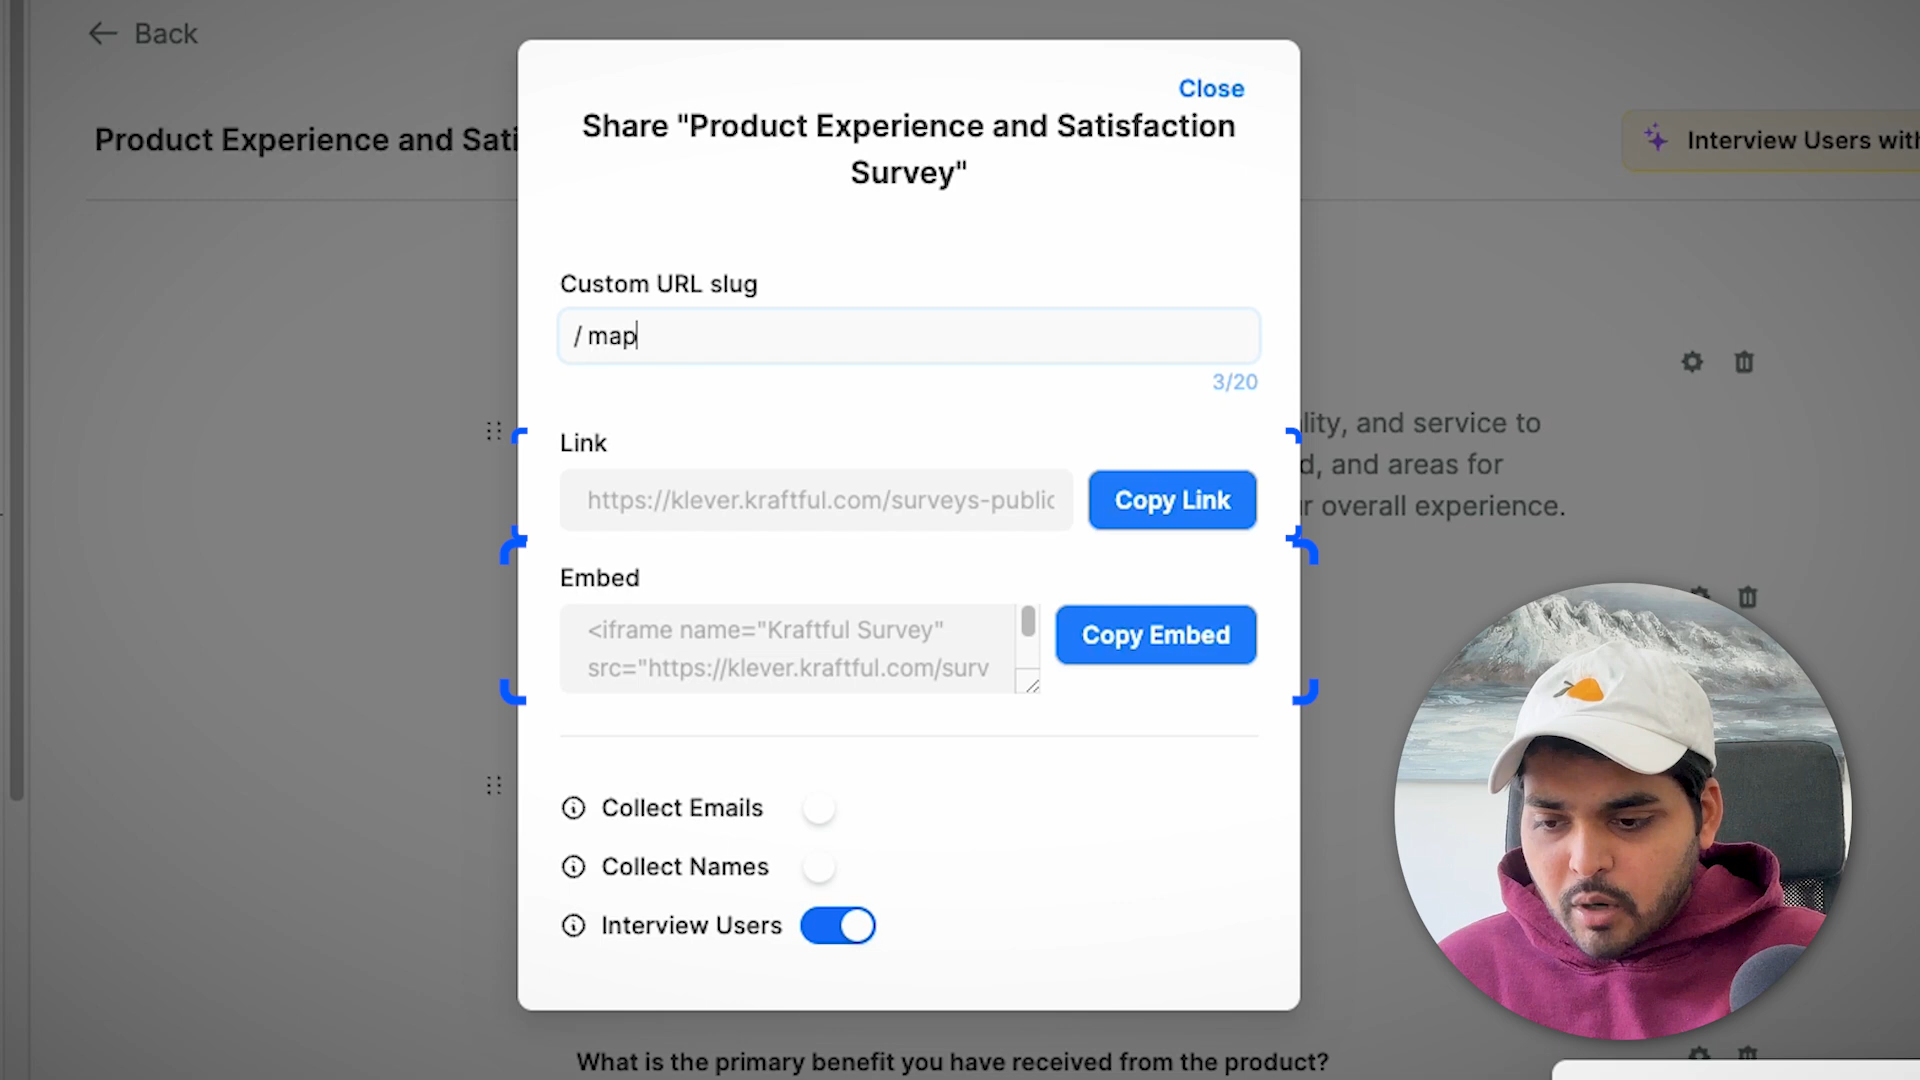 Back
Close
Product Experience and Sati
Share "Product Experience and Satisfaction
Survey"
Interview Users with
Custom URL slug
/ map
3/20
Link
https://klever.kraftful.com/surveys-public
Copy Link
lity, and service to
d, and areas for
r overall experience.
Embed
<iframe name="Kraftful Survey"
src="https://klever.kraftful.com/surv
Copy Embed
Collect Emails
Collect Names
Interview Users
What is the primary benefit you have received from the product?